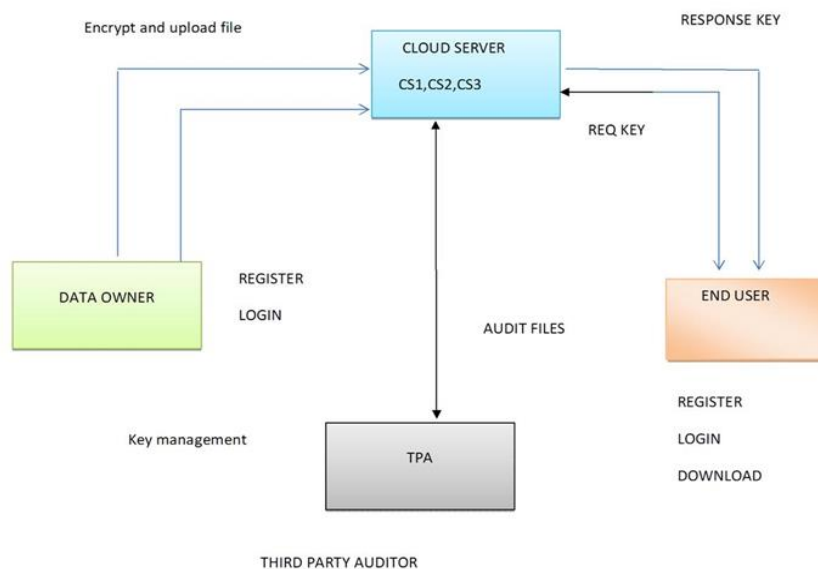 Encrypt and upload file
RESPONSE KEY
CLOUD SERVER
CS1,CS2,CS3
REQ KEY
DATA OWNER
REGISTER
LOGIN
END USER
AUDIT FILES
REGISTER
LOGIN
DOWNLOAD
Key management
TPA
THIRD PARTY AUDITOR